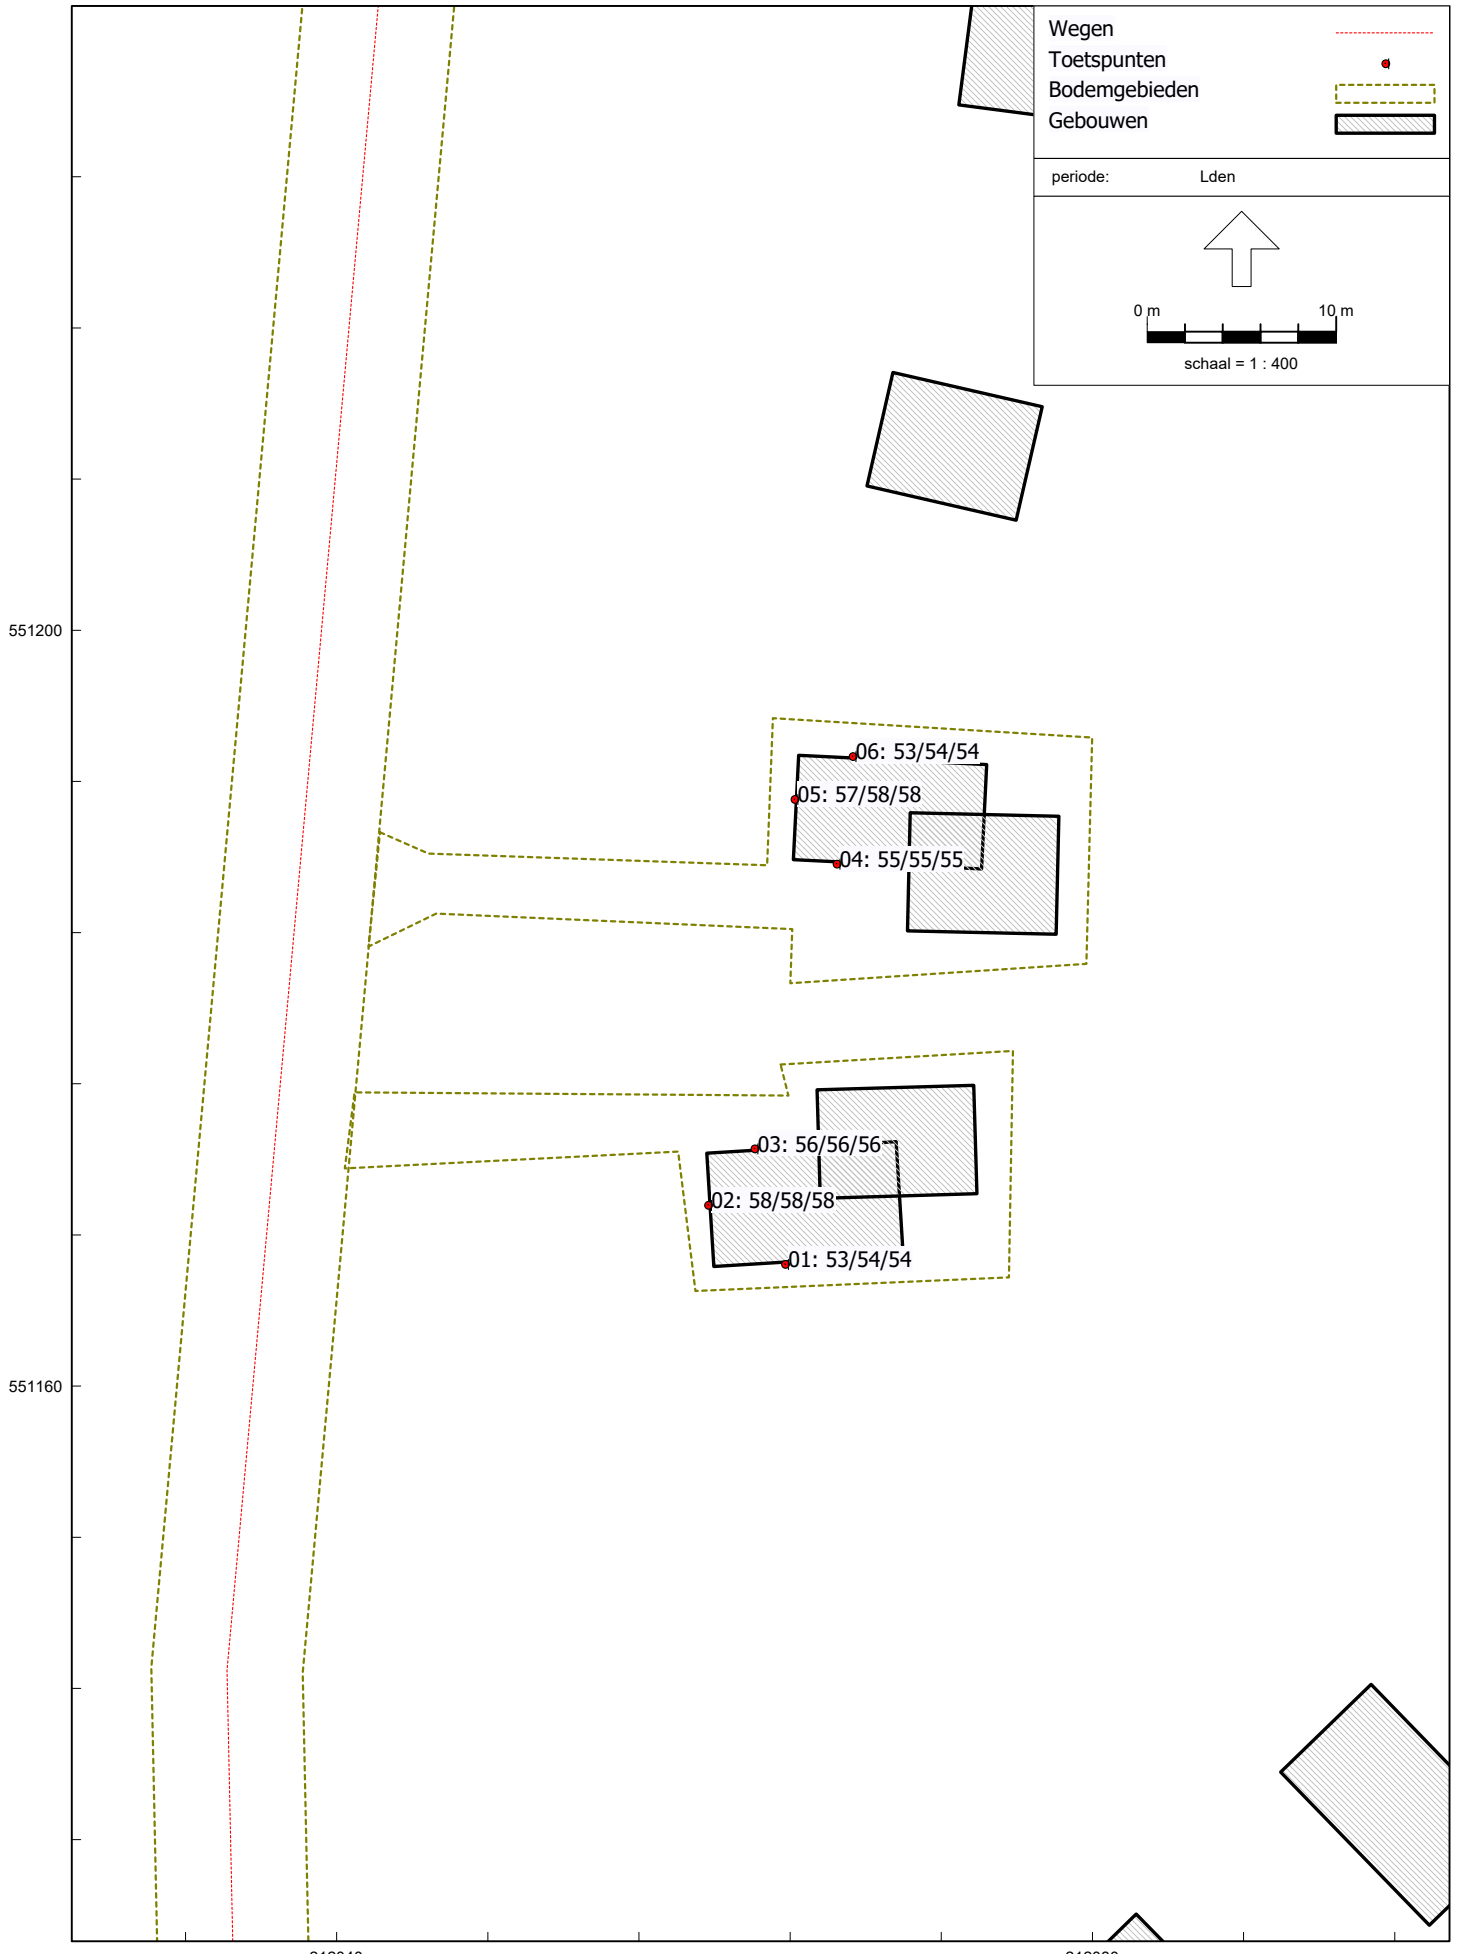 Wegen
Toetspunten
Bodemgebieden
Gebouwen
periode: Lden
0 m 10 m
schaal = 1 : 400
551200
06: 53/54/54
05: 57/58/58
04: 55/55/55
03: 56/56/56
02: 58/58/58
01: 53/54/54
551160